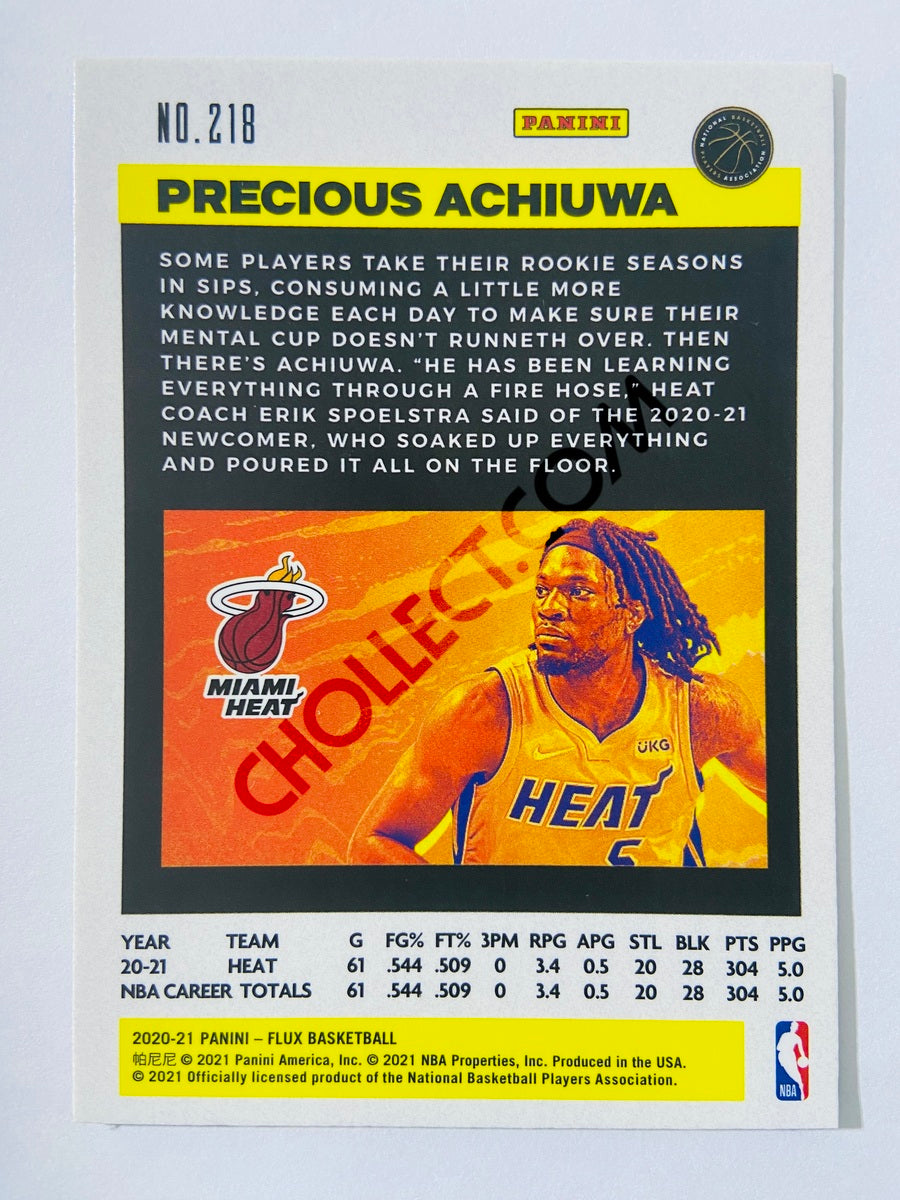 NO.218
PANINI
NATIONAL BASKETBALL PLAYERS ASSOCIATION
PRECIOUS ACHIUWA
SOME PLAYERS TAKE THEIR ROOKIE SEASONS
IN SIPS, CONSUMING A LITTLE MORE
KNOWLEDGE EACH DAY TO MAKE SURE THEIR
MENTAL CUP DOESN'T RUNNETH OVER. THEN
THERE'S ACHIUWA. "HE HAS BEEN LEARNING
EVERYTHING THROUGH A FIRE HOSE," HEAT
COACH ERIK SPOELSTRA SAID OF THE 2020-21
NEWCOMER, WHO SOAKED UP EVERYTHING
AND POURED IT ALL ON THE FLOOR.
CHOLLECT.COM
MIAMI
HEAT
UKG
HEAT
5
YEAR TEAM G FG% FT% 3PM RPG APG STL BLK PTS PPG
20-21 HEAT 61 .544 .509 0 3.4 0.5 20 28 304 5.0
NBA CAREER TOTALS 61 .544 .509 0 3.4 0.5 20 28 304 5.0
2020-21 PANINI – FLUX BASKETBALL
帕尼尼 © 2021 Panini America, Inc. © 2021 NBA Properties, Inc. Produced in the USA.
© 2021 Officially licensed product of the National Basketball Players Association.
NBA